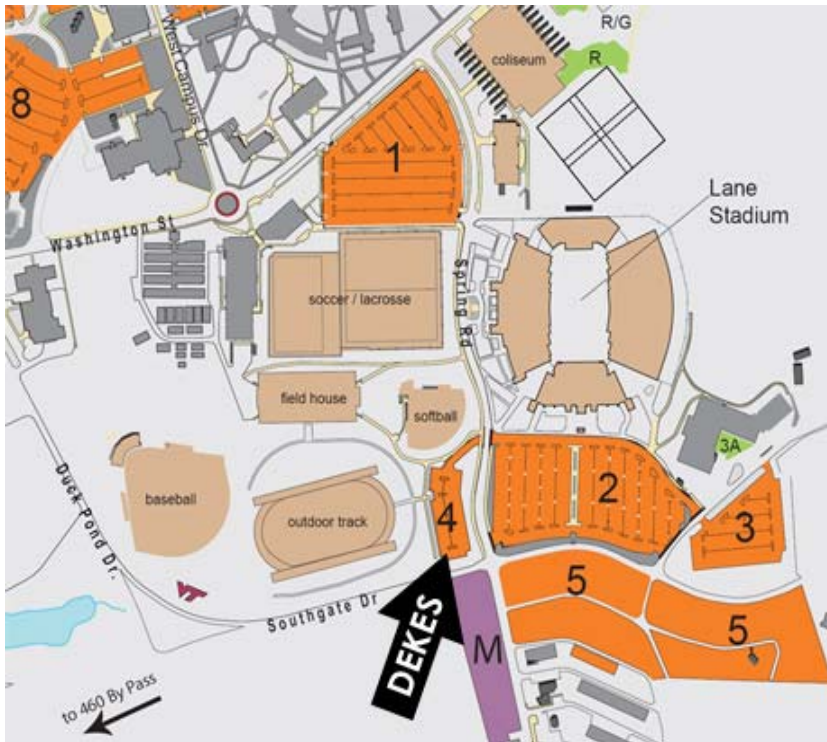 R/G
West Campus Dr.
coliseum
R
8
1
Lane
Stadium
Washington St
Spring Rd
soccer / lacrosse
field house
softball
3A
baseball
2
4
3
outdoor track
Duck Pond Dr.
VT
5
Southgate Dr
5
DEKES
M
to 460 By Pass